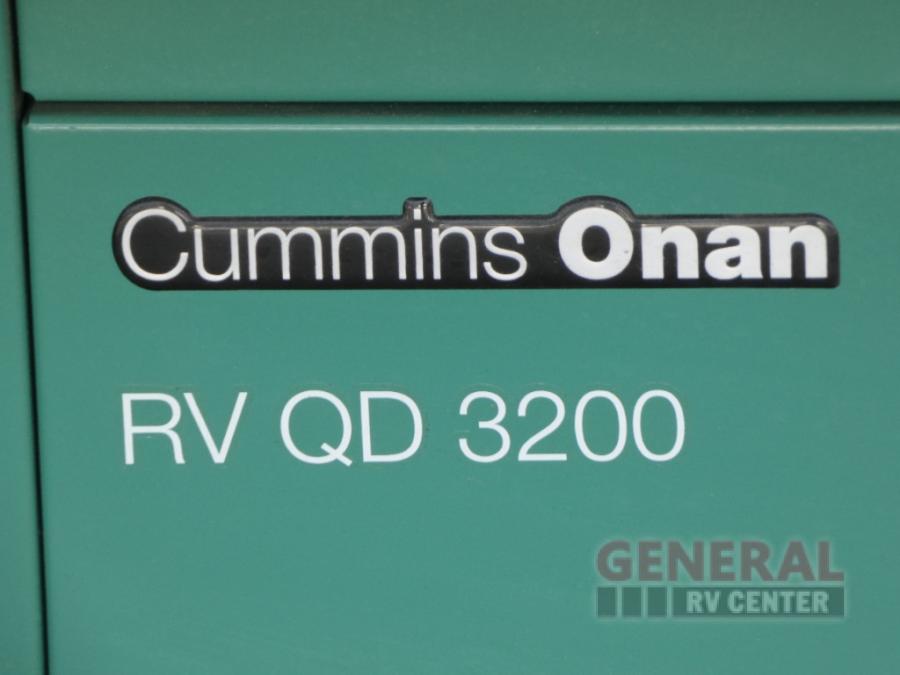 Cummins Onan
RV QD 3200
GENERAL
RV CENTER